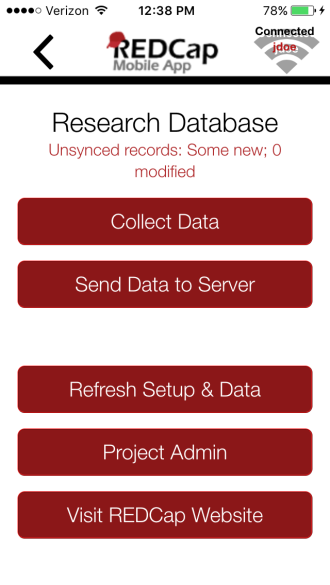 Verizon 12:38 PM 78%
Connected
jdoe
REDCap
Mobile App
Research Database
Unsynced records: Some new; 0
modified
Collect Data
Send Data to Server
Refresh Setup & Data
Project Admin
Visit REDCap Website